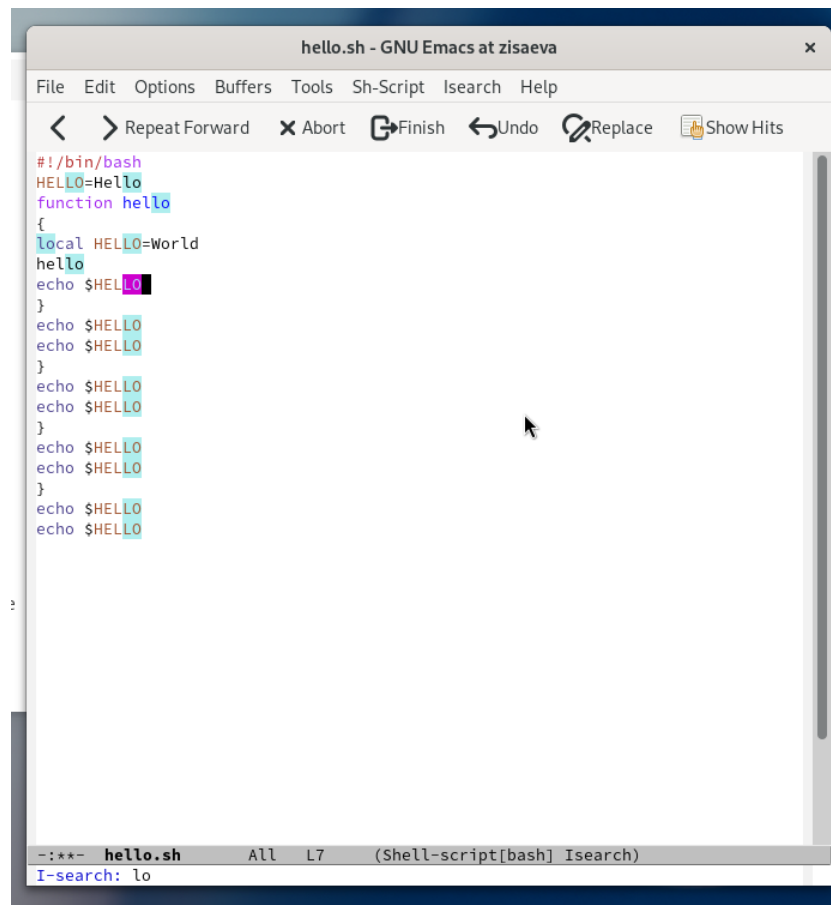 hello.sh - GNU Emacs at zisaeva
File Edit Options Buffers Tools Sh-Script Isearch Help
Repeat Forward Abort Finish Undo Replace Show Hits
#!/bin/bash
HELLO=Hello
function hello
{
local HELLO=World
hello
echo $HELLO
}
echo $HELLO
echo $HELLO
}
echo $HELLO
echo $HELLO
}
echo $HELLO
echo $HELLO
}
echo $HELLO
echo $HELLO
-:**- hello.sh All L7 (Shell-script[bash] Isearch)
I-search: lo